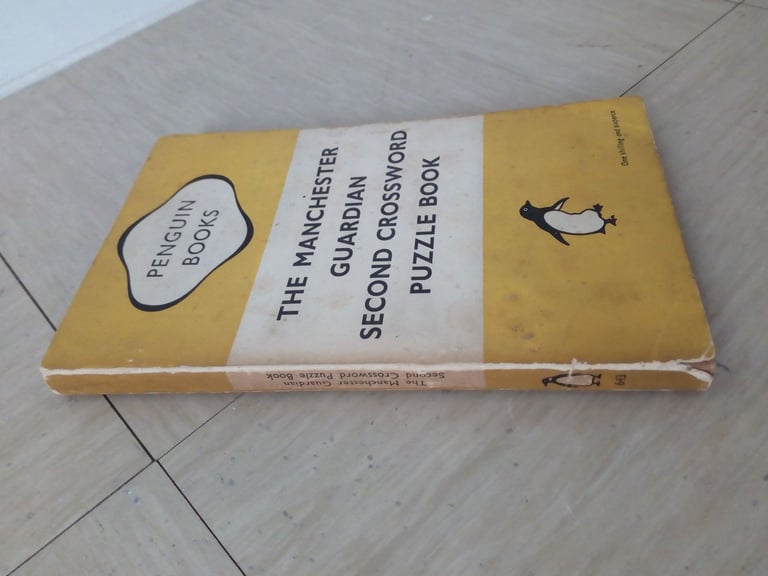 PENGUIN
BOOKS
THE MANCHESTER
GUARDIAN
SECOND CROSSWORD
PUZZLE BOOK
One shilling and sixpence
The Manchester Guardian
Second Crossword Puzzle Book
643